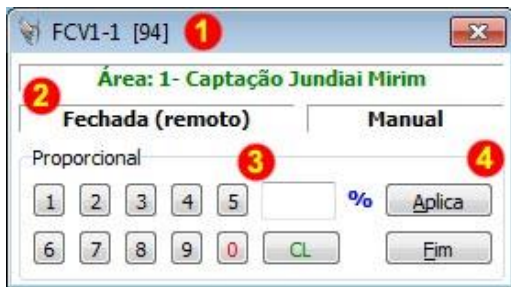 FCV1-1 [94] 1
Área: 1- Captação Jundiai Mirim
2
Fechada (remoto) Manual
Proporcional 3 4
1 2 3 4 5 % Aplica
6 7 8 9 0 CL Fim